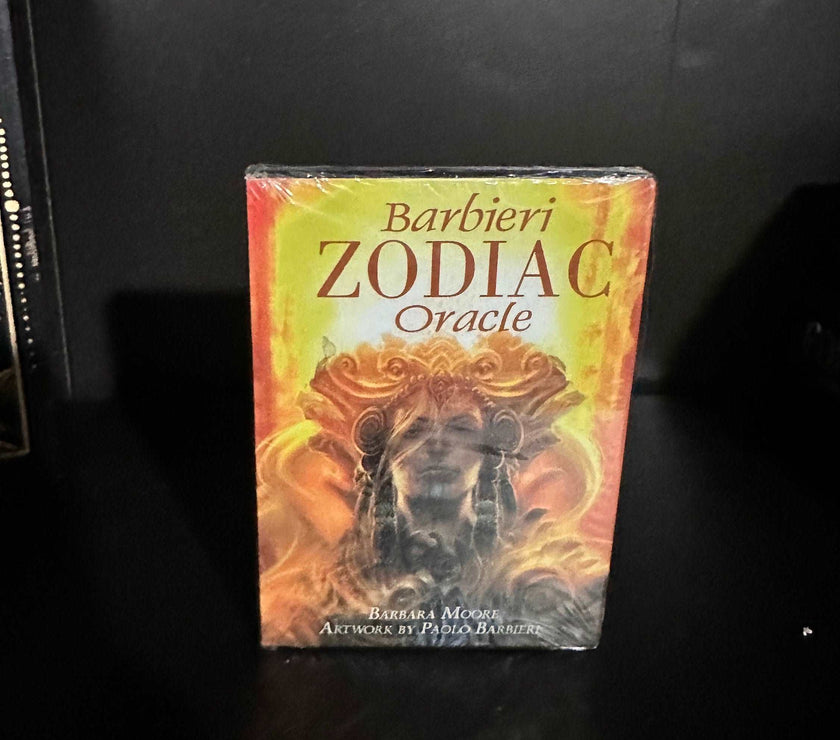 Barbieri
ZODIAC
Oracle
BARBARA MOORE
ARTWORK BY PAOLO BARBIERI